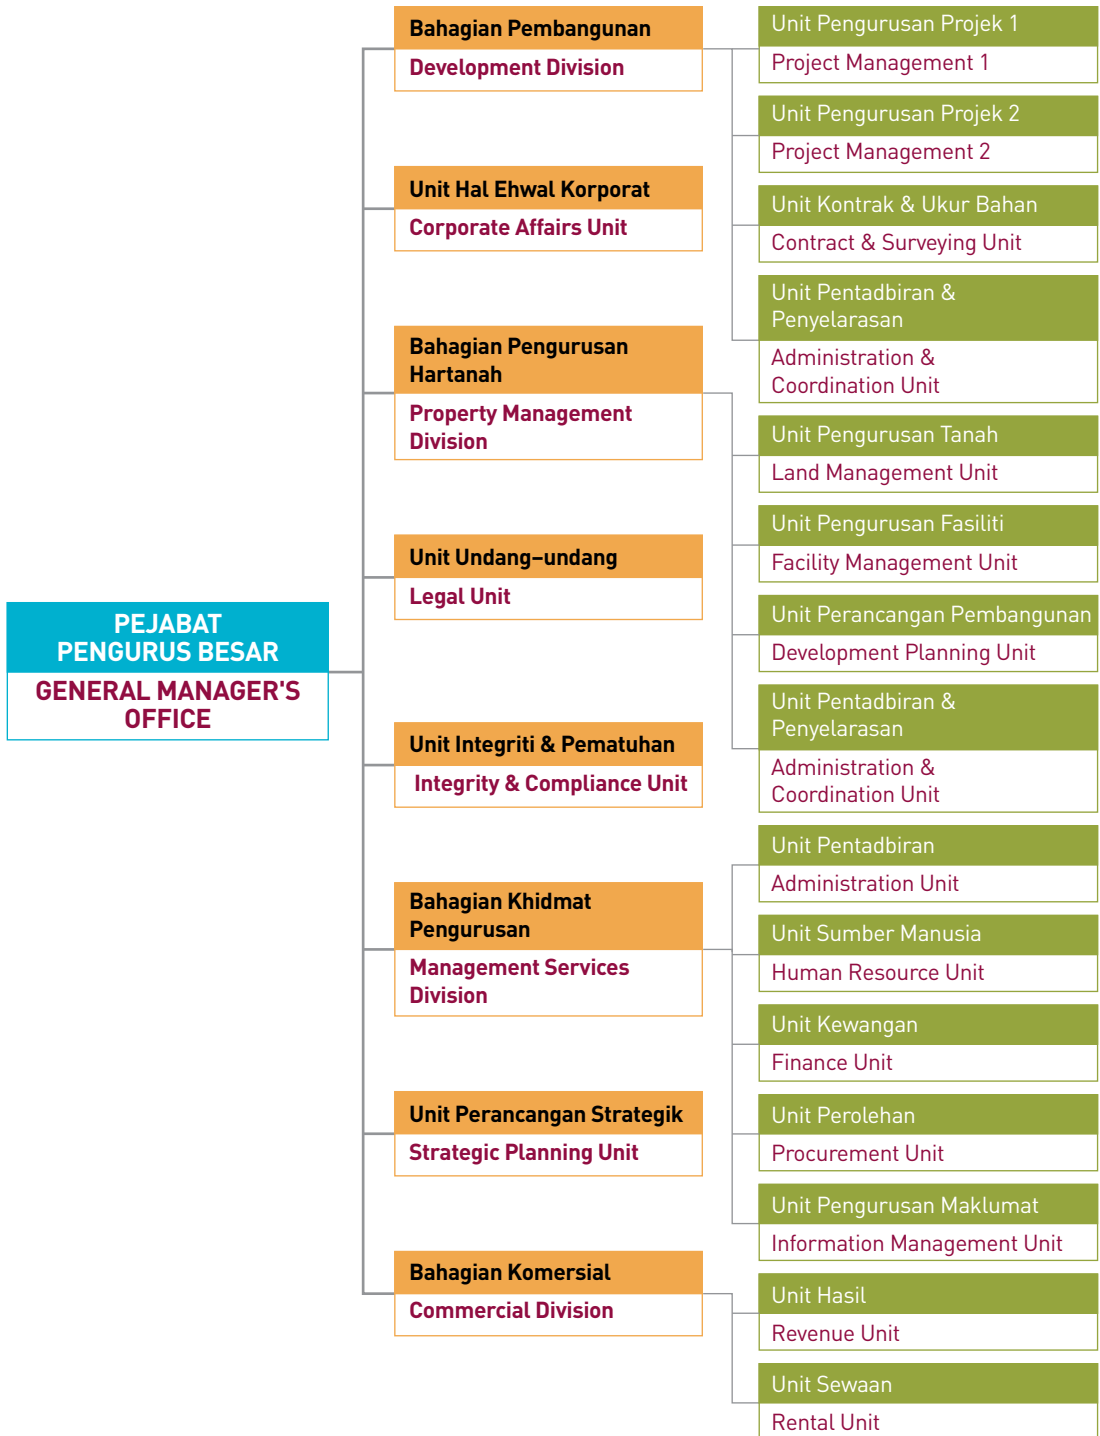 PEJABAT
PENGURUS BESAR
GENERAL MANAGER'S
OFFICE
Bahagian Pembangunan
Development Division
Unit Pengurusan Projek 1
Project Management 1
Unit Pengurusan Projek 2
Project Management 2
Unit Kontrak & Ukur Bahan
Contract & Surveying Unit
Unit Pentadbiran &
Penyelarasan
Administration &
Coordination Unit
Unit Hal Ehwal Korporat
Corporate Affairs Unit
Bahagian Pengurusan
Hartanah
Property Management
Division
Unit Pengurusan Tanah
Land Management Unit
Unit Pengurusan Fasiliti
Facility Management Unit
Unit Perancangan Pembangunan
Development Planning Unit
Unit Pentadbiran &
Penyelarasan
Administration &
Coordination Unit
Unit Undang–undang
Legal Unit
Unit Integriti & Pematuhan
Integrity & Compliance Unit
Bahagian Khidmat
Pengurusan
Management Services
Division
Unit Pentadbiran
Administration Unit
Unit Sumber Manusia
Human Resource Unit
Unit Kewangan
Finance Unit
Unit Perolehan
Procurement Unit
Unit Pengurusan Maklumat
Information Management Unit
Unit Perancangan Strategik
Strategic Planning Unit
Bahagian Komersial
Commercial Division
Unit Hasil
Revenue Unit
Unit Sewaan
Rental Unit